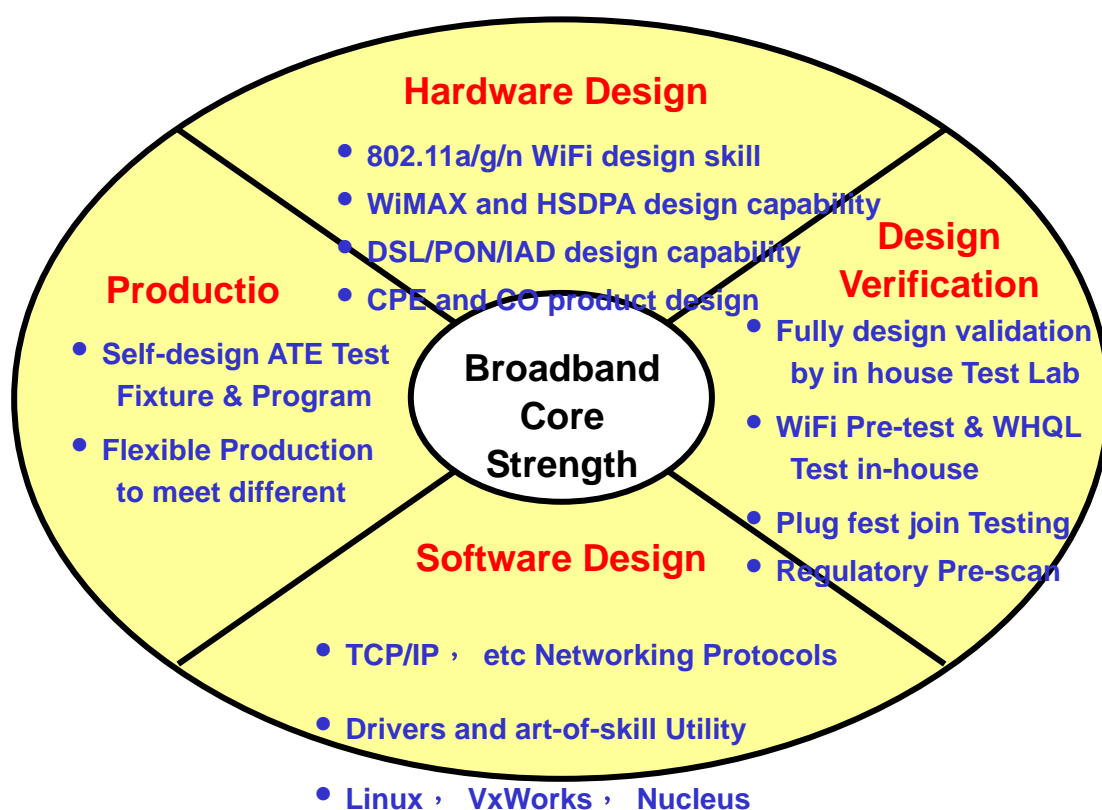 Hardware Design
• 802.11a/g/n WiFi design skill
• WiMAX and HSDPA design capability
• DSL/PON/IAD design capability
• CPE and CO product design
Productio
• Self-design ATE Test
Fixture & Program
• Flexible Production
to meet different
Broadband
Core
Strength
Design
Verification
• Fully design validation
by in house Test Lab
• WiFi Pre-test & WHQL
Test in-house
• Plug fest join Testing
• Regulatory Pre-scan
Software Design
• TCP/IP， etc Networking Protocols
• Drivers and art-of-skill Utility
• Linux， VxWorks， Nucleus